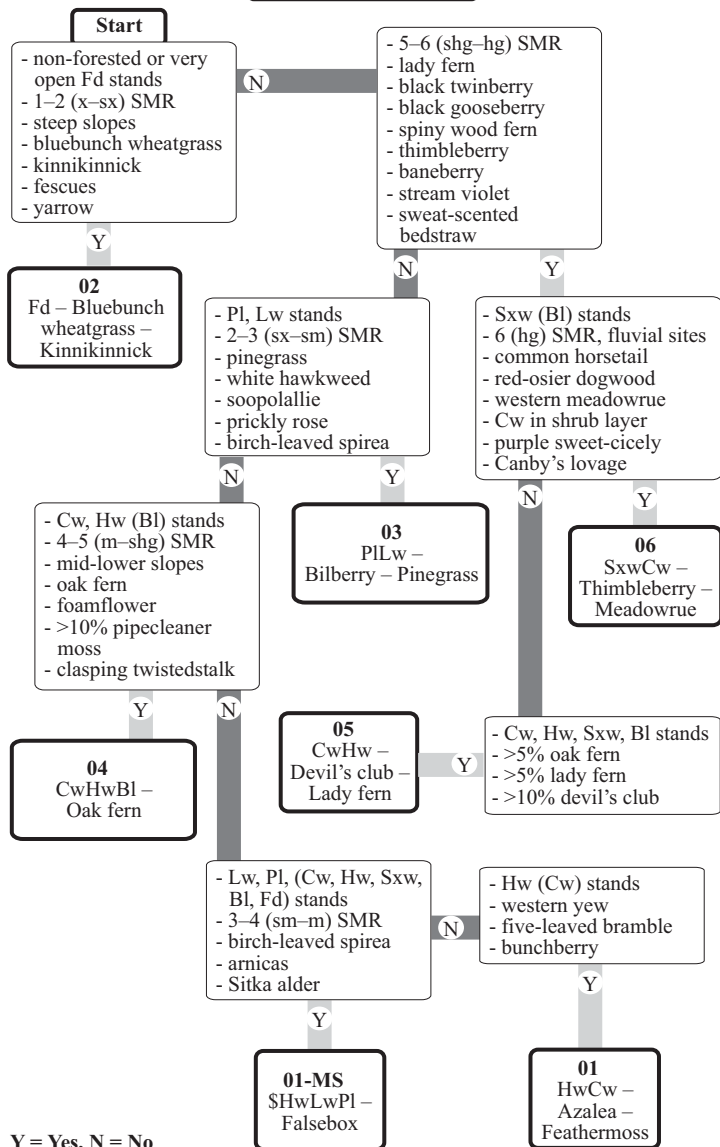 Start
- non-forested or very
open Fd stands
- 1–2 (x–sx) SMR
- steep slopes
- bluebunch wheatgrass
- kinnikinnick
- fescues
- yarrow
N
- 5–6 (shg–hg) SMR
- lady fern
- black twinberry
- black gooseberry
- spiny wood fern
- thimbleberry
- baneberry
- stream violet
- sweat-scented
bedstraw
Y
02
Fd – Bluebunch
wheatgrass –
Kinnikinnick
N
Y
- Pl, Lw stands
- 2–3 (sx–sm) SMR
- pinegrass
- white hawkweed
- soopolallie
- prickly rose
- birch-leaved spirea
- Sxw (Bl) stands
- 6 (hg) SMR, fluvial sites
- common horsetail
- red-osier dogwood
- western meadowrue
- Cw in shrub layer
- purple sweet-cicely
- Canby's lovage
N
Y
N
Y
- Cw, Hw (Bl) stands
- 4–5 (m–shg) SMR
- mid-lower slopes
- oak fern
- foamflower
- >10% pipecleaner
moss
- clasping twistedstalk
03
PlLw –
Bilberry – Pinegrass
06
SxwCw –
Thimbleberry –
Meadowrue
Y
N
04
CwHwBl –
Oak fern
05
CwHw –
Devil's club –
Lady fern
Y
- Cw, Hw, Sxw, Bl stands
- >5% oak fern
- >5% lady fern
- >10% devil's club
- Lw, Pl, (Cw, Hw, Sxw,
Bl, Fd) stands
- 3–4 (sm–m) SMR
- birch-leaved spirea
- arnicas
- Sitka alder
N
- Hw (Cw) stands
- western yew
- five-leaved bramble
- bunchberry
Y
Y
01-MS
$HwLwPl –
Falsebox
01
HwCw –
Azalea –
Feathermoss
Y = Yes, N = No